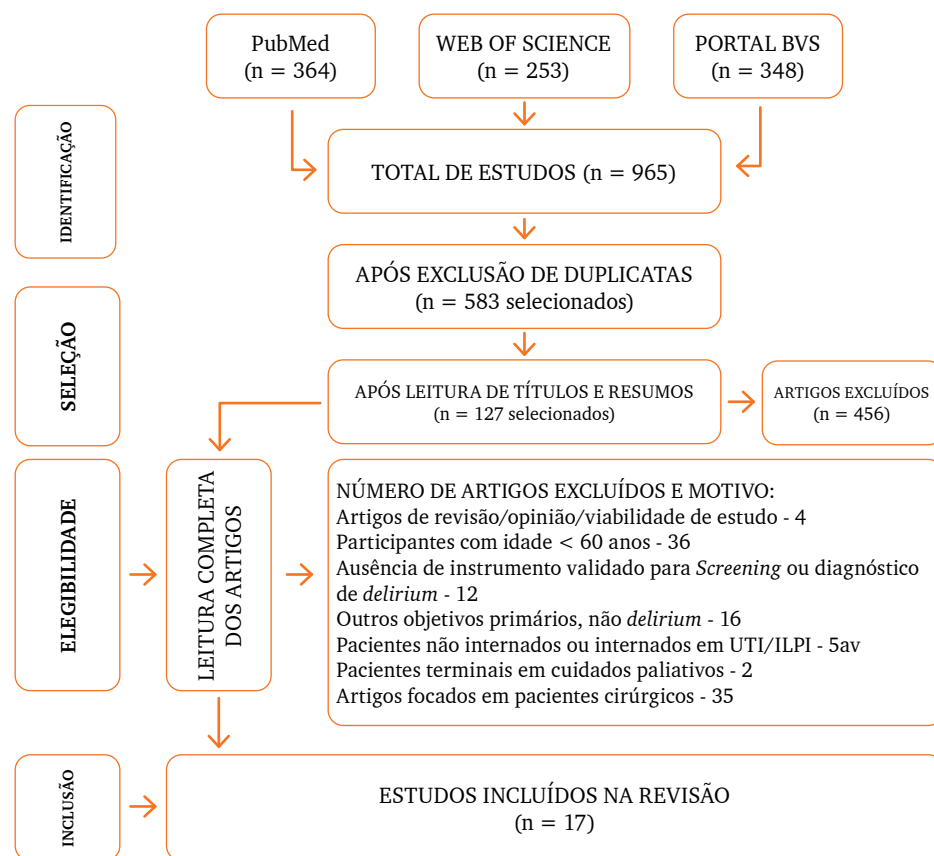 PubMed
(n = 364)
WEB OF SCIENCE
(n = 253)
PORTAL BVS
(n = 348)
IDENTIFICAÇÃO
TOTAL DE ESTUDOS (n = 965)
APÓS EXCLUSÃO DE DUPLICATAS
(n = 583 selecionados)
SELEÇÃO
APÓS LEITURA DE TÍTULOS E RESUMOS
(n = 127 selecionados)
ARTIGOS EXCLUÍDOS
(n = 456)
ELEGIBILIDADE
LEITURA COMPLETA
DOS ARTIGOS
NÚMERO DE ARTIGOS EXCLUÍDOS E MOTIVO:
Artigos de revisão/opinião/viabilidade de estudo - 4
Participantes com idade < 60 anos - 36
Ausência de instrumento validado para Screening ou diagnóstico
de delirium - 12
Outros objetivos primários, não delirium - 16
Pacientes não internados ou internados em UTI/ILPI - 5av
Pacientes terminais em cuidados paliativos - 2
Artigos focados em pacientes cirúrgicos - 35
INCLUSÃO
ESTUDOS INCLUÍDOS NA REVISÃO
(n = 17)